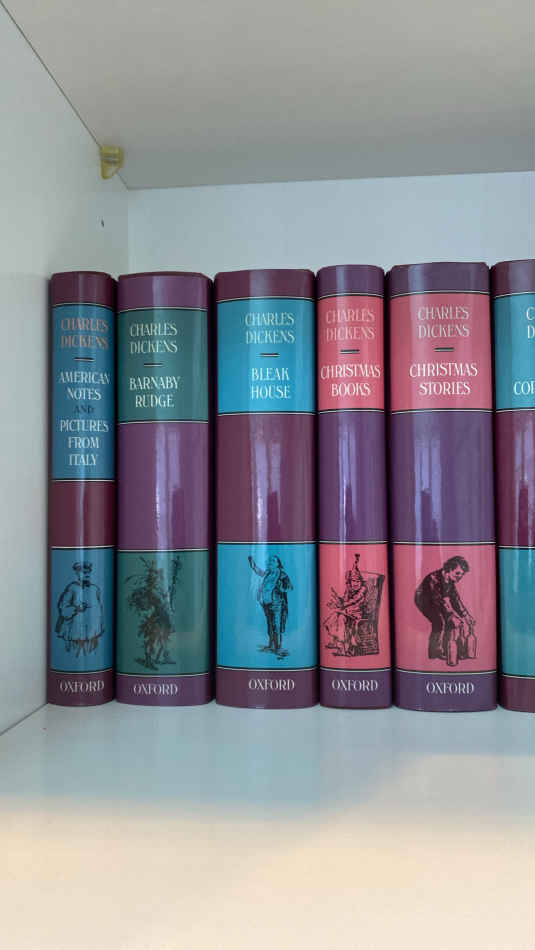 CHARLES
DICKENS
AMERICAN
NOTES
AND
PICTURES
FROM
ITALY
OXFORD
CHARLES
DICKENS
BARNABY
RUDGE
OXFORD
CHARLES
DICKENS
BLEAK
HOUSE
OXFORD
CHARLES
DICKENS
CHRISTMAS
BOOKS
OXFORD
CHARLES
DICKENS
CHRISTMAS
STORIES
OXFORD